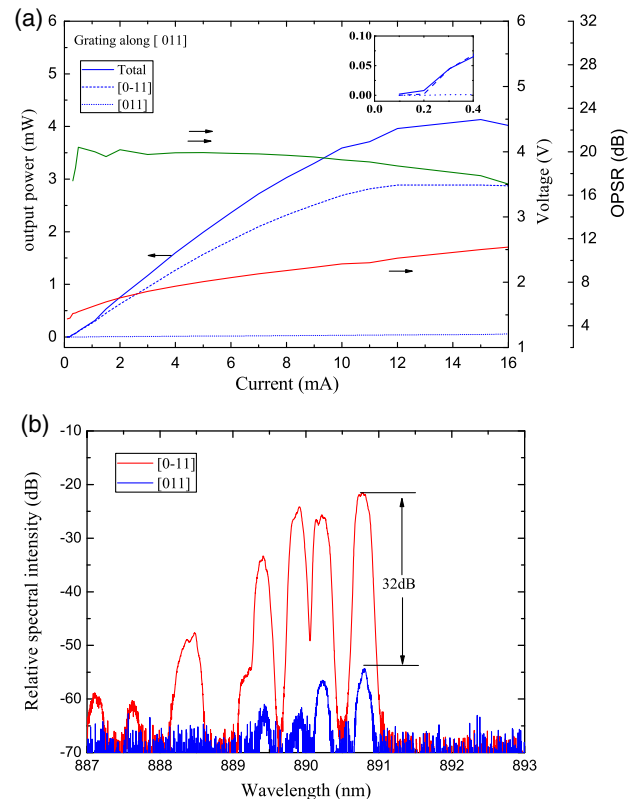 (a)
Grating along [ 011]
Total
[0-11]
[011]
0.10
0.05
0.00
0.0 0.2 0.4
6
5
4
3
2
1
0
output power (mW)
0 2 4 6 8 10 12 14 16
Current (mA)
6
5
4
3
2
1
Voltage (V)
32
28
24
20
16
12
8
4
OPSR (dB)
(b)
[0-11]
[011]
32dB
-10
-20
-30
-40
-50
-60
-70
Relative spectral intensity (dB)
887 888 889 890 891 892 893
Wavelength (nm)